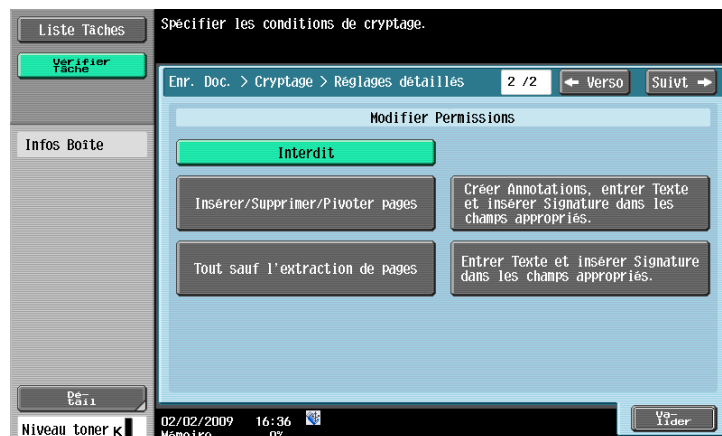 Liste Tâches
Spécifier les conditions de cryptage.
Vérifier
Tâche
Enr. Doc. > Cryptage > Réglages détaillés
2 /2
← Verso
Suivt →
Modifier Permissions
Infos Boîte
Interdit
Insérer/Supprimer/Pivoter pages
Créer Annotations, entrer Texte
et insérer Signature dans les
champs appropriés.
Tout sauf l'extraction de pages
Entrer Texte et insérer Signature
dans les champs appropriés.
Dé-
tail
Niveau toner K
02/02/2009 16:36
Mémoire 0%
Va-
lider